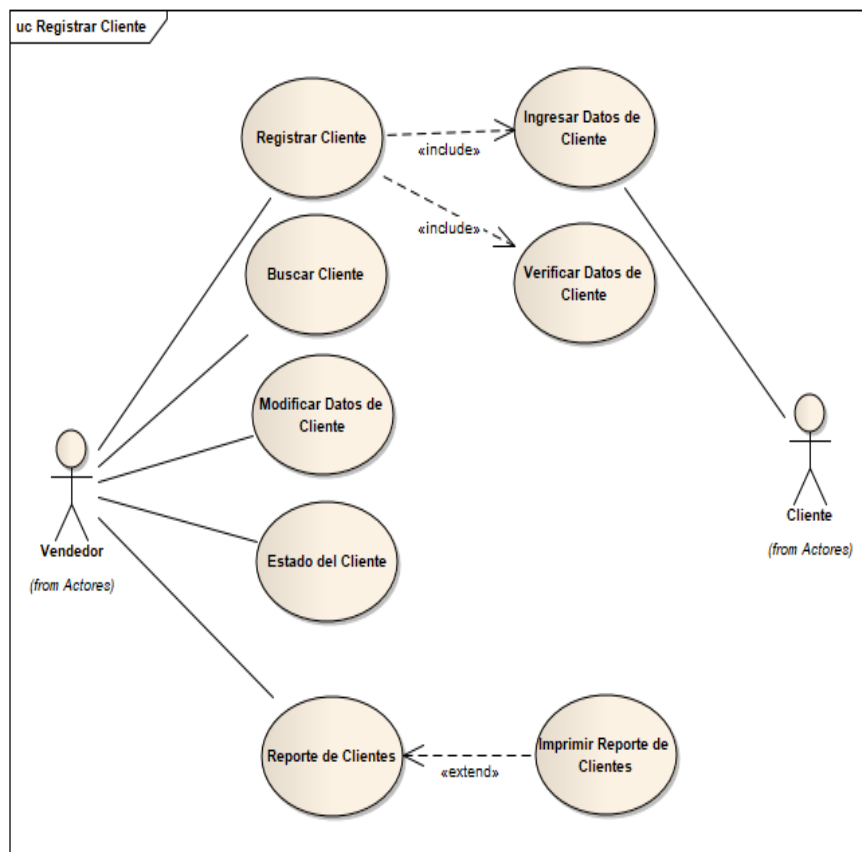 uc Registrar Cliente
Registrar Cliente
«include»
Ingresar Datos de
Cliente
«include»
Verificar Datos de
Cliente
Buscar Cliente
Modificar Datos de
Cliente
Estado del Cliente
Vendedor
(from Actores)
Cliente
(from Actores)
Reporte de Clientes
«extend»
Imprimir Reporte de
Clientes